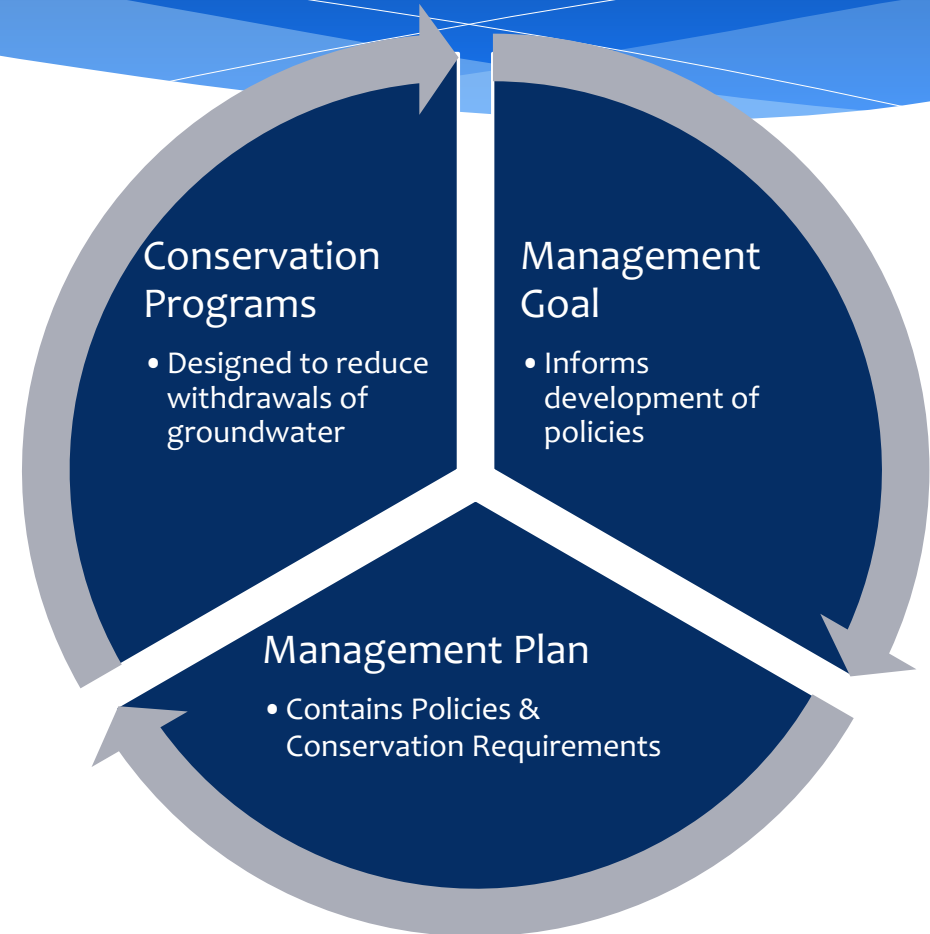 Conservation
Programs
• Designed to reduce
withdrawals of
groundwater
Management
Goal
• Informs
development of
policies
Management Plan
• Contains Policies &
Conservation Requirements